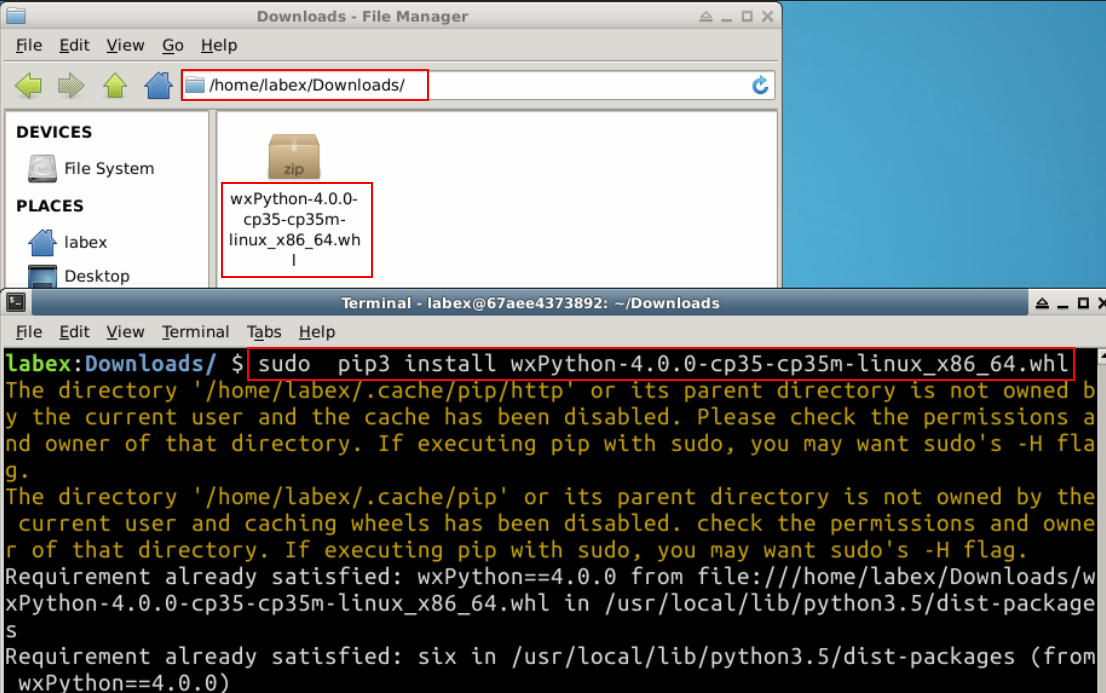 Downloads - File Manager
File Edit View Go Help
/home/labex/Downloads/
DEVICES
File System
PLACES
labex
Desktop
zip
wxPython-4.0.0-
cp35-cp35m-
linux_x86_64.wh
l
Terminal - labex@67aee4373892: ~/Downloads
File Edit View Terminal Tabs Help
labex:Downloads/ $ sudo  pip3 install wxPython-4.0.0-cp35-cp35m-linux_x86_64.whl
The directory '/home/labex/.cache/pip/http' or its parent directory is not owned b
y the current user and the cache has been disabled. Please check the permissions a
nd owner of that directory. If executing pip with sudo, you may want sudo's -H fla
g.
The directory '/home/labex/.cache/pip' or its parent directory is not owned by the
 current user and caching wheels has been disabled. check the permissions and owne
r of that directory. If executing pip with sudo, you may want sudo's -H flag.
Requirement already satisfied: wxPython==4.0.0 from file:///home/labex/Downloads/w
xPython-4.0.0-cp35-cp35m-linux_x86_64.whl in /usr/local/lib/python3.5/dist-package
s
Requirement already satisfied: six in /usr/local/lib/python3.5/dist-packages (from
 wxPython==4.0.0)